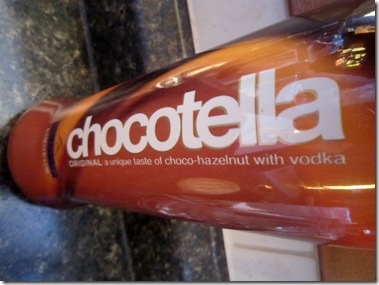 chocotella
ORIGINAL a unique taste of choco-hazelnut with vodka